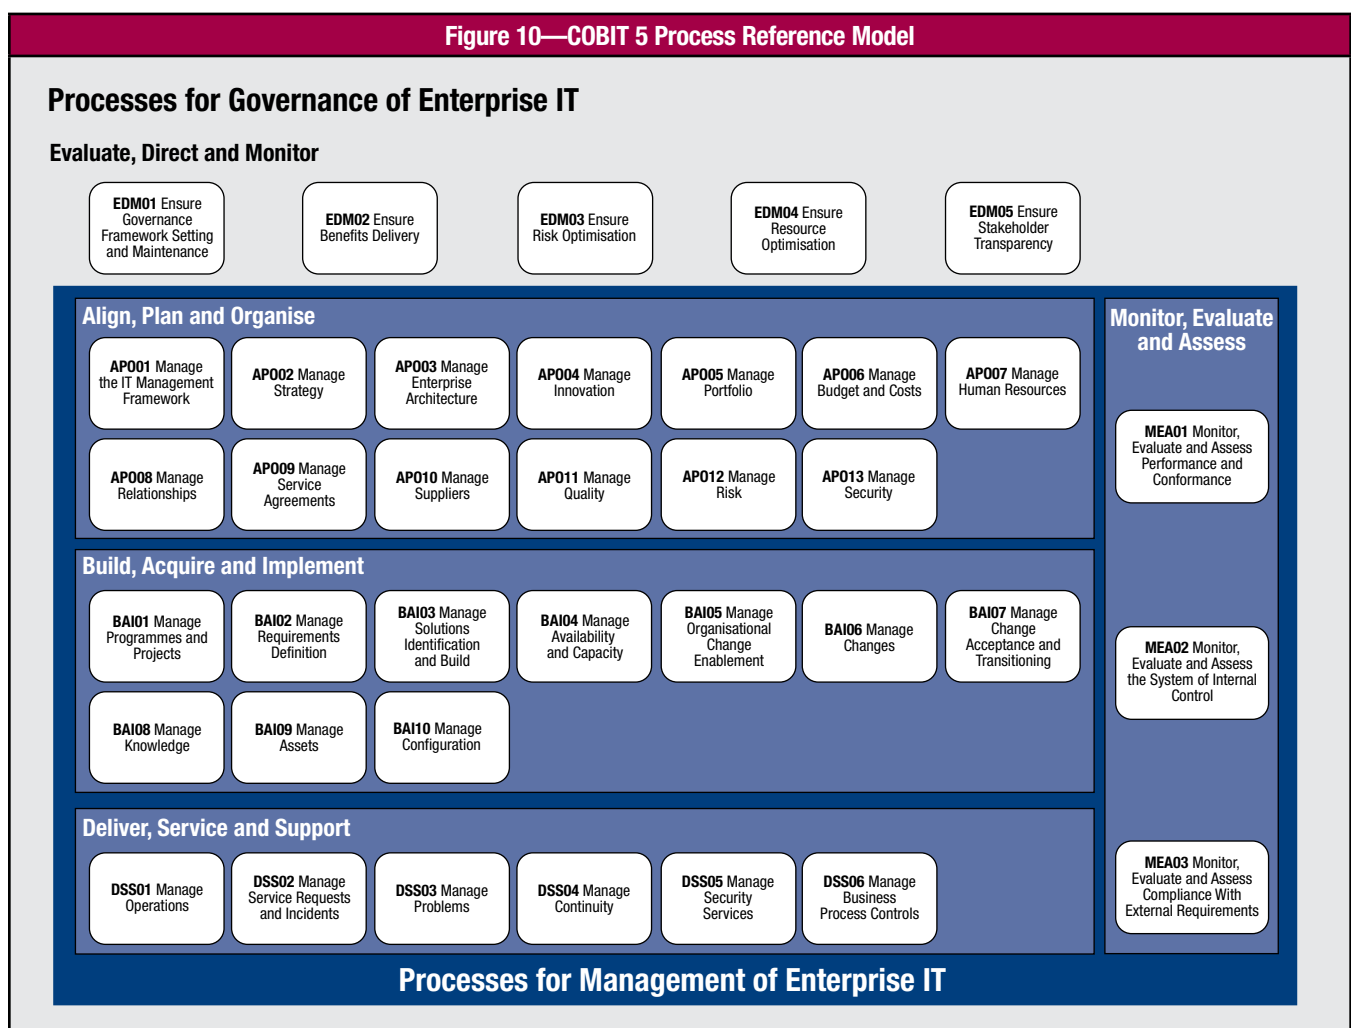 Figure 10—COBIT 5 Process Reference Model
Processes for Governance of Enterprise IT
Evaluate, Direct and Monitor
EDM01 Ensure
Governance
Framework Setting
and Maintenance
EDM02 Ensure
Benefits Delivery
EDM03 Ensure
Risk Optimisation
EDM04 Ensure
Resource
Optimisation
EDM05 Ensure
Stakeholder
Transparency
Align, Plan and Organise
APO01 Manage
the IT Management
Framework
APO02 Manage
Strategy
APO03 Manage
Enterprise
Architecture
APO04 Manage
Innovation
APO05 Manage
Portfolio
APO06 Manage
Budget and Costs
APO07 Manage
Human Resources
APO08 Manage
Relationships
APO09 Manage
Service
Agreements
APO10 Manage
Suppliers
APO11 Manage
Quality
APO12 Manage
Risk
APO13 Manage
Security
Build, Acquire and Implement
BAI01 Manage
Programmes and
Projects
BAI02 Manage
Requirements
Definition
BAI03 Manage
Solutions
Identification
and Build
BAI04 Manage
Availability
and Capacity
BAI05 Manage
Organisational
Change
Enablement
BAI06 Manage
Changes
BAI07 Manage
Change
Acceptance and
Transitioning
BAI08 Manage
Knowledge
BAI09 Manage
Assets
BAI10 Manage
Configuration
Deliver, Service and Support
DSS01 Manage
Operations
DSS02 Manage
Service Requests
and Incidents
DSS03 Manage
Problems
DSS04 Manage
Continuity
DSS05 Manage
Security
Services
DSS06 Manage
Business
Process Controls
Monitor, Evaluate
and Assess
MEA01 Monitor,
Evaluate and Assess
Performance and
Conformance
MEA02 Monitor,
Evaluate and Assess
the System of Internal
Control
MEA03 Monitor,
Evaluate and Assess
Compliance With
External Requirements
Processes for Management of Enterprise IT